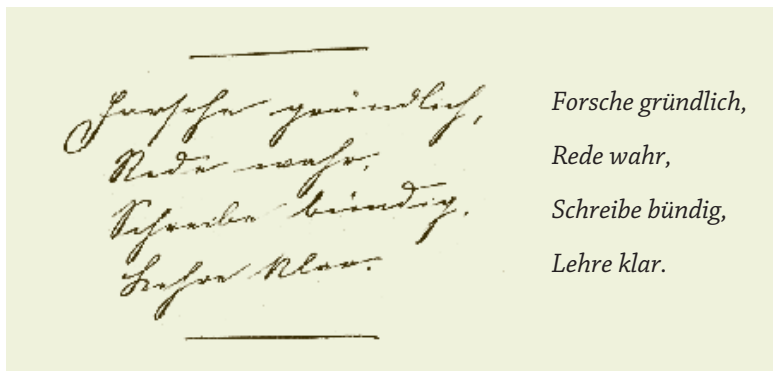 Forsche gründlich,
Rede wahr,
Schreibe bündig,
Lehre klar.
Forsche gründlich,
Rede wahr,
Schreibe bündig,
Lehre klar.